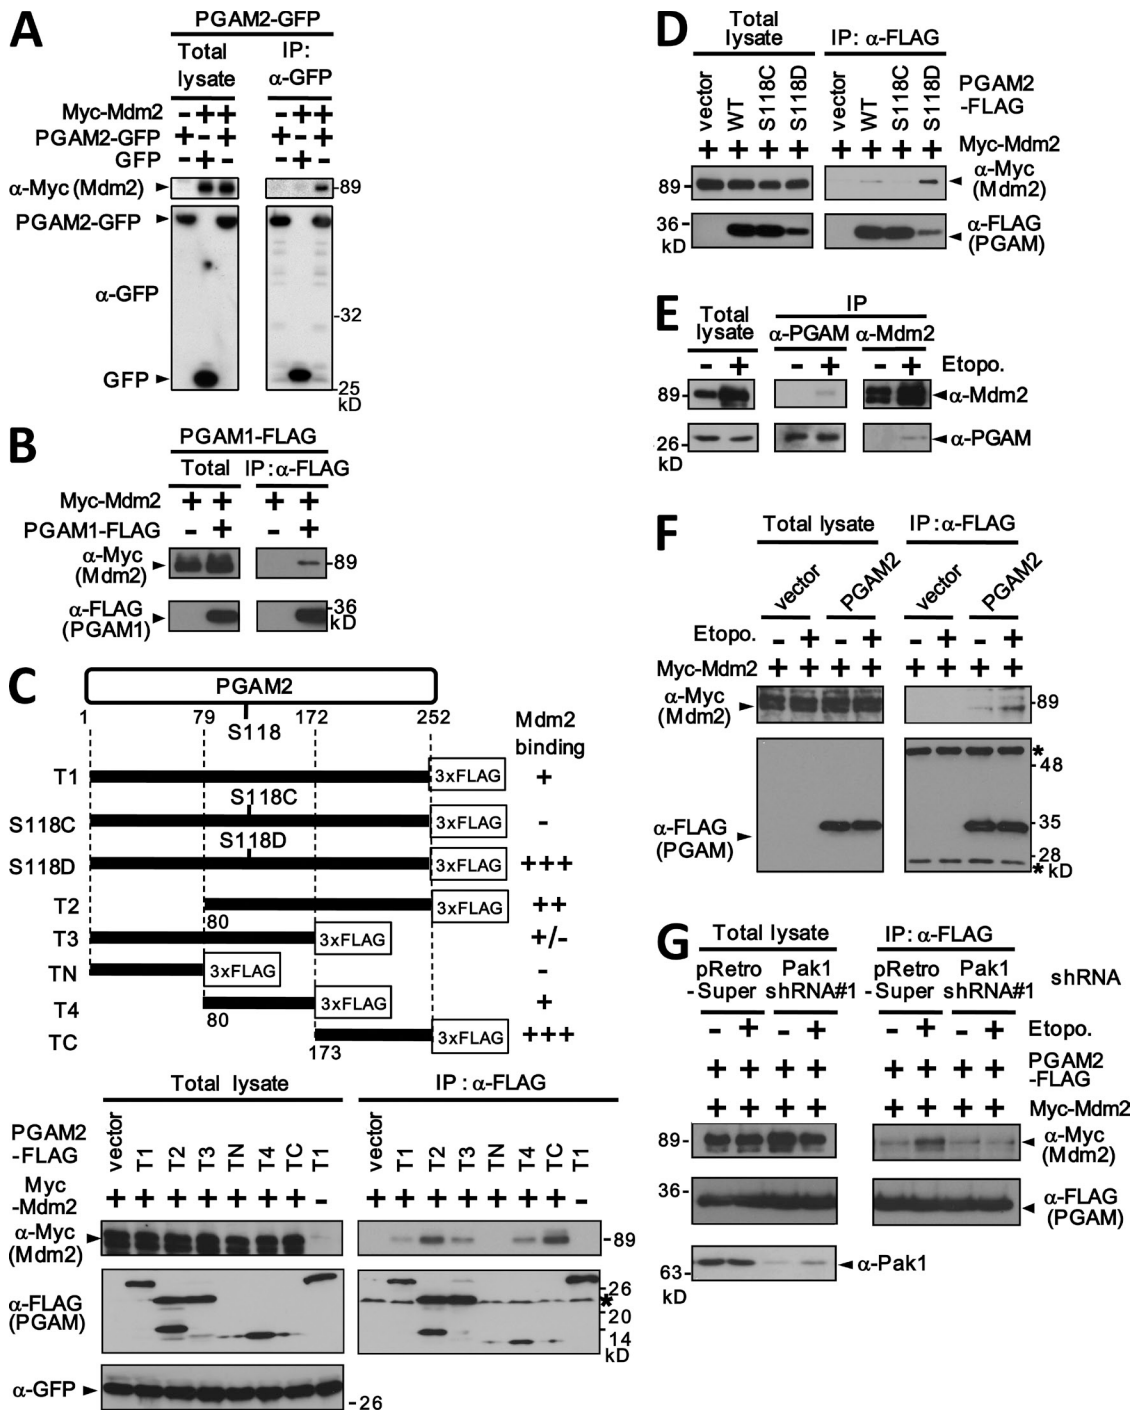 A
PGAM2-GFP
Total lysate
IP: α-GFP
Myc-Mdm2 - + + - + +
PGAM2-GFP + - + + - +
GFP - + - - + -
α-Myc (Mdm2)
-89
PGAM2-GFP
α-GFP
-32
GFP
-25
kD
B
PGAM1-FLAG
Total IP:α-FLAG
Myc-Mdm2 + + + +
PGAM1-FLAG - + - +
α-Myc (Mdm2)
-89
α-FLAG (PGAM1)
-36
kD
C
PGAM2
1 79 172 252
S118
Mdm2 binding
T1 3xFLAG +
S118C
S118C 3xFLAG -
S118D
S118D 3xFLAG +++
T2 80 3xFLAG ++
T3 3xFLAG +/-
TN 3xFLAG -
T4 80 3xFLAG +
TC 173 3xFLAG +++
Total lysate
IP : α-FLAG
PGAM2 -FLAG
vector T1 T2 T3 TN T4 TC T1
vector T1 T2 T3 TN T4 TC T1
Myc -Mdm2
+ + + + + + + -
+ + + + + + + -
α-Myc (Mdm2)
-89
α-FLAG (PGAM)
26
*
20
14
kD
α-GFP
-26
D
Total lysate
IP: α-FLAG
vector WT S118C S118D
vector WT S118C S118D
PGAM2 -FLAG
+ + + + + + + + Myc-Mdm2
89-
α-Myc (Mdm2)
36-
kD
α-FLAG (PGAM)
E
Total lysate
IP
α-PGAM α-Mdm2
- + - + - + Etopo.
89-
α-Mdm2
26-
kD
α-PGAM
F
Total lysate
IP:α-FLAG
vector PGAM2
vector PGAM2
Etopo. - + - + - + - +
Myc-Mdm2 + + + + + + + +
α-Myc (Mdm2)
-89
*
-48
α-FLAG (PGAM)
-35
-28
* kD
G
Total lysate
IP: α-FLAG
pRetro -Super
Pak1 shRNA#1
pRetro -Super
Pak1 shRNA#1
shRNA
- + - + - + - + Etopo.
+ + + + + + + + PGAM2 -FLAG
+ + + + + + + + Myc-Mdm2
89-
α-Myc (Mdm2)
36-
α-FLAG (PGAM)
63-
kD
α-Pak1